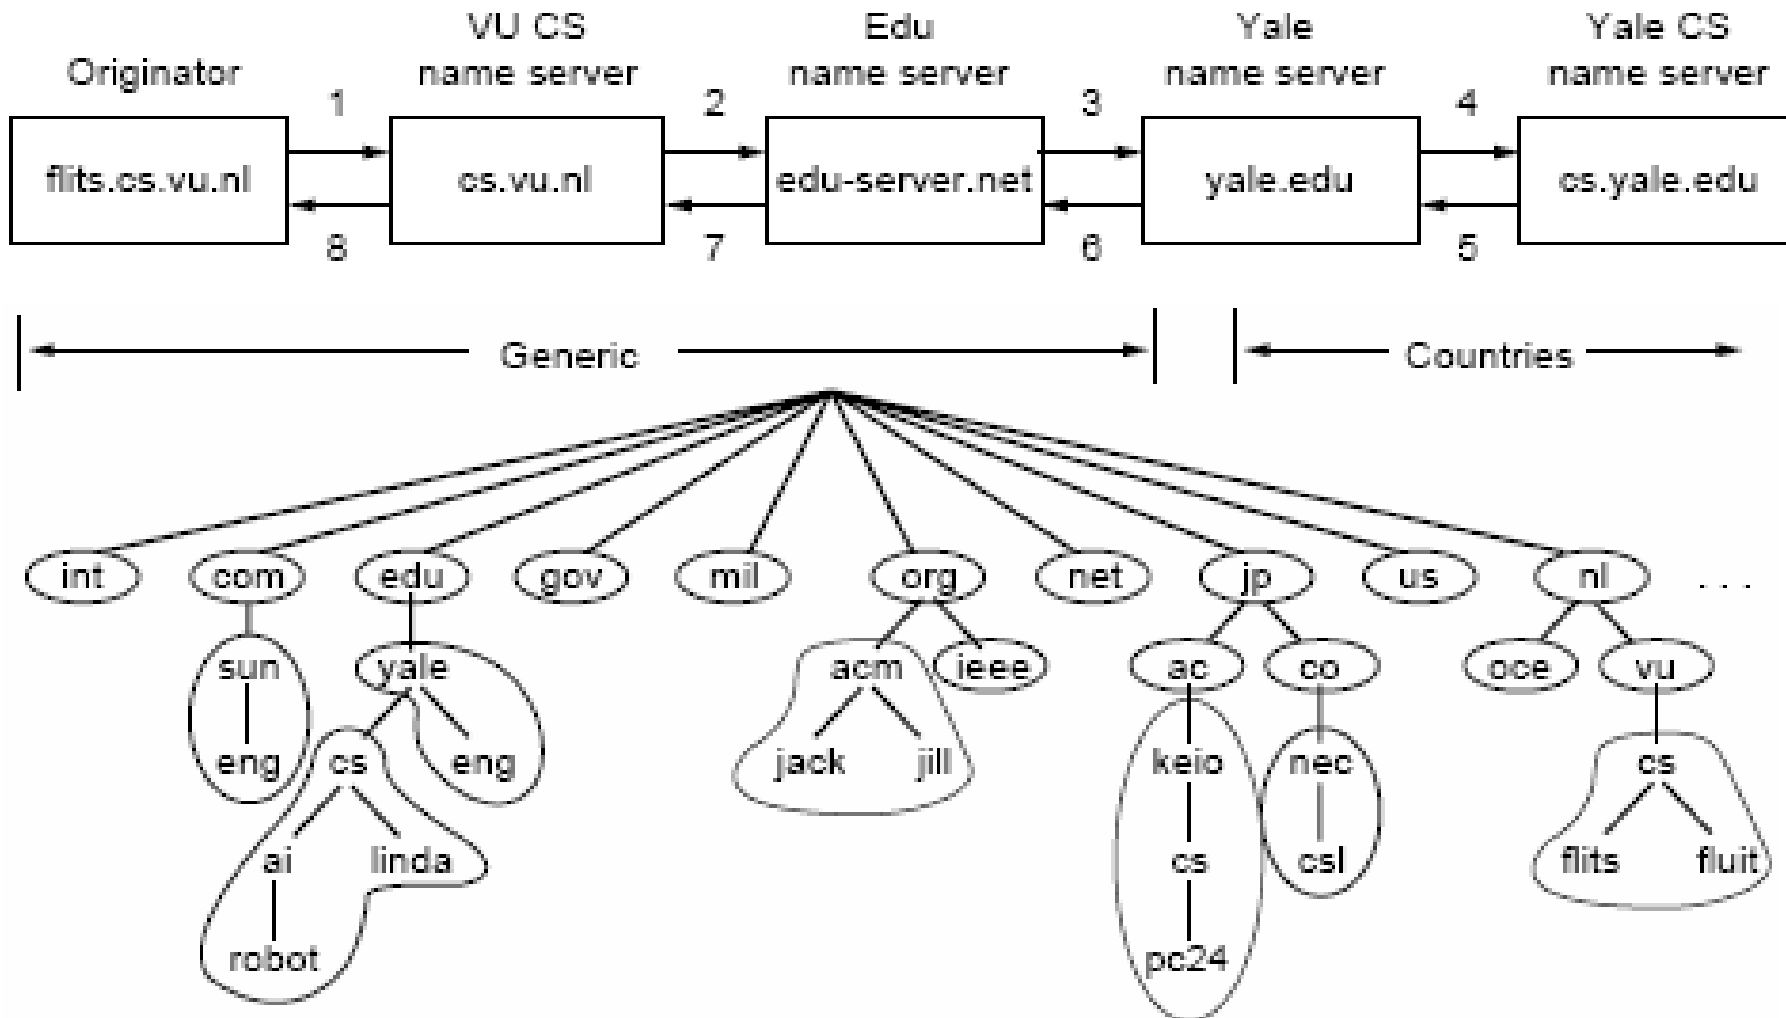 VU CS Edu Yale Yale CS
Originator name server name server name server name server
1 2 3 4
flits.cs.vu.nl cs.vu.nl edu-server.net yale.edu cs.yale.edu
8 7 6 5
Generic Countries
int com edu gov mil org net jp us nl . . .
sun yale acm ieee ac co oce vu
eng cs eng jack jill keio nec cs
ai linda cs csl flits fluit
robot pc24